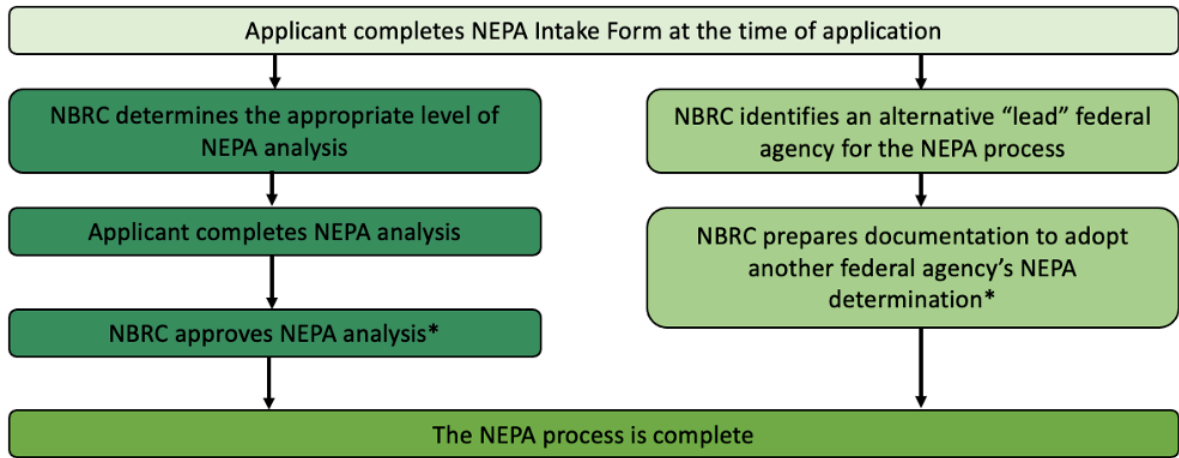 Applicant completes NEPA Intake Form at the time of application
NBRC determines the appropriate level of
NEPA analysis
Applicant completes NEPA analysis
NBRC approves NEPA analysis*
NBRC identifies an alternative “lead” federal
agency for the NEPA process
NBRC prepares documentation to adopt
another federal agency’s NEPA
determination*
The NEPA process is complete